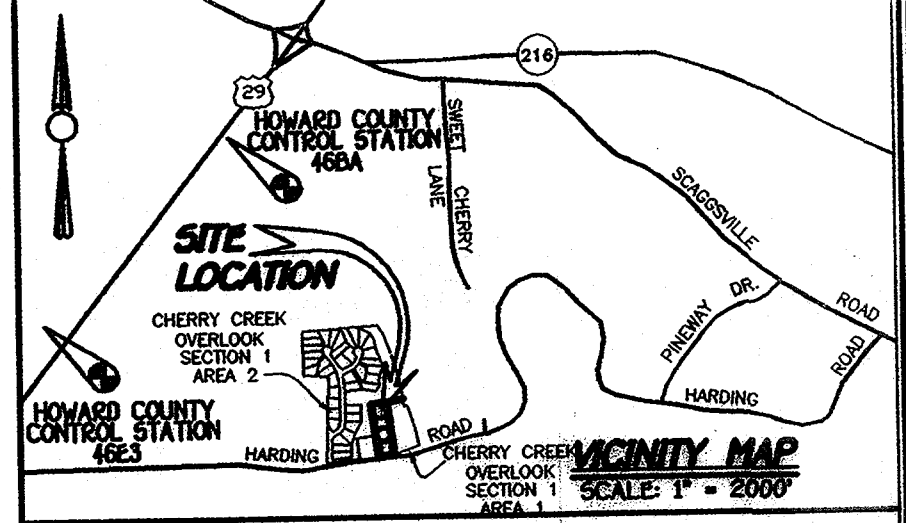 216
29
HOWARD COUNTY
CONTROL STATION
46BA
SWEET CHERRY
LANE
SCAGGSVILLE
ROAD
SITE
LOCATION
PINEWAY DR.
CHERRY CREEK
OVERLOOK
SECTION 1
AREA 2
ROAD
HARDING
HOWARD COUNTY
CONTROL STATION
46E3
HARDING
ROAD
CHERRY CREEK
OVERLOOK
SECTION 1
AREA 1
VICINITY MAP
SCALE: 1" = 2000'